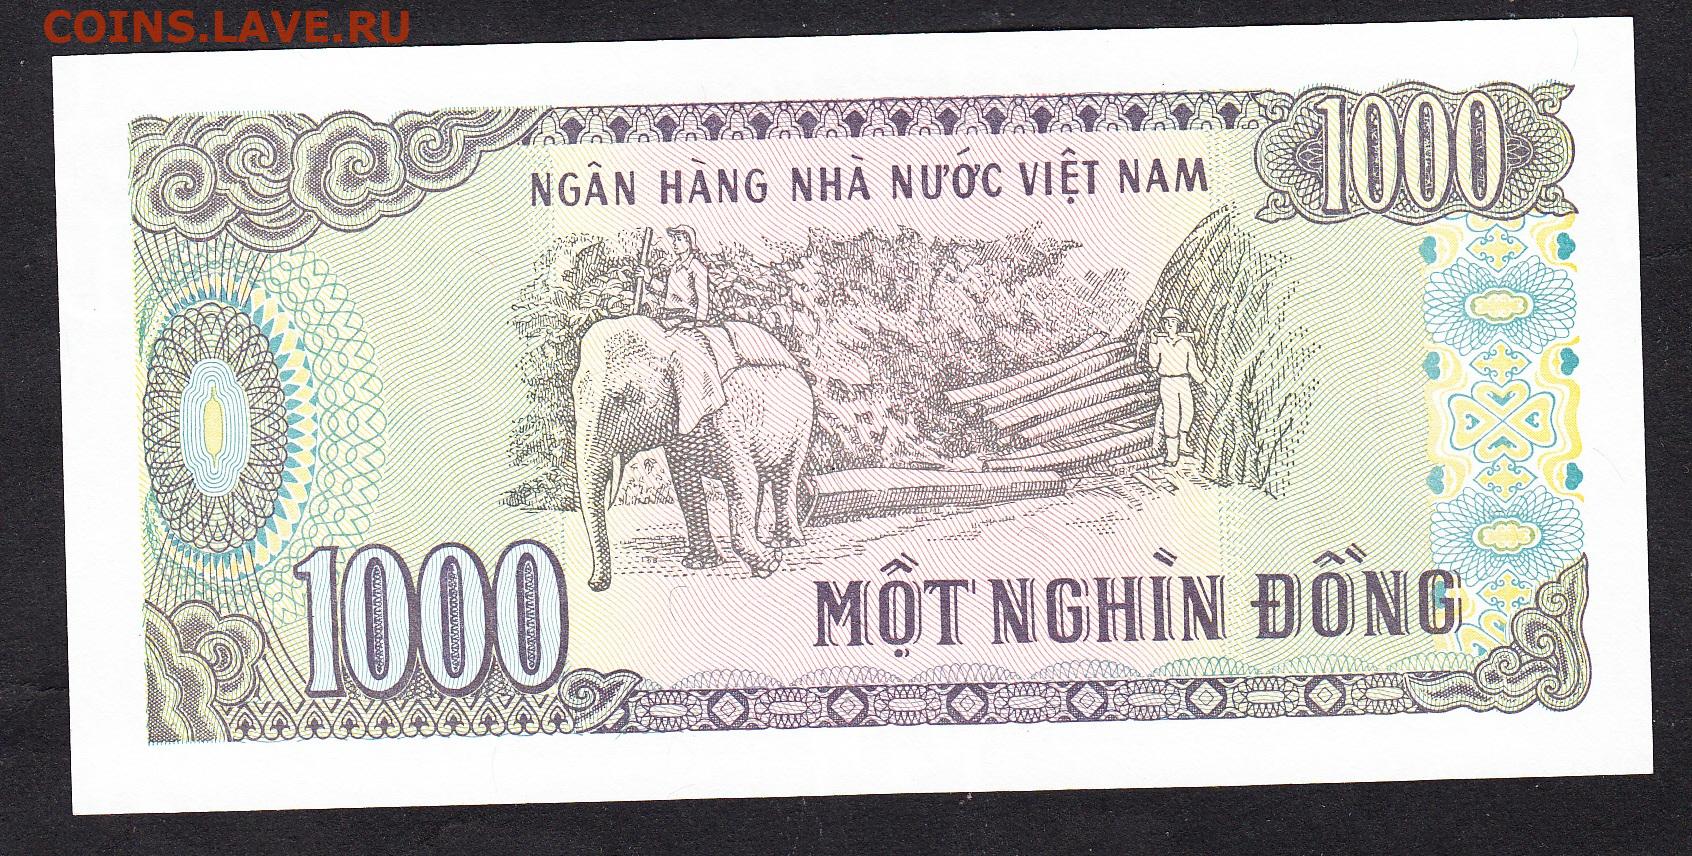 COINS.LAVE.RU
1000
NGÂN HÀNG NHÀ NƯỚC VIỆT NAM
1000
MỘT NGHÌN ĐỒNG